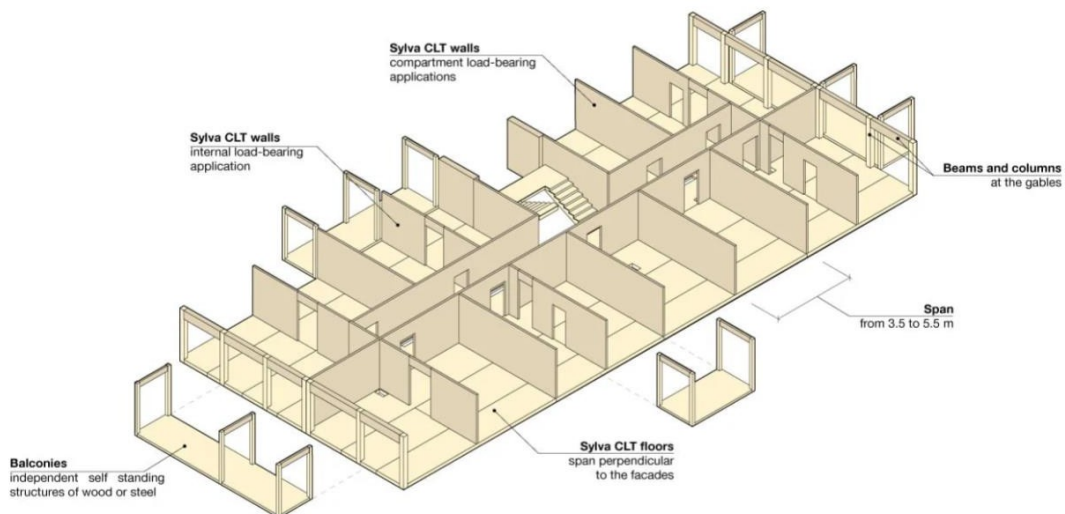 Sylva CLT walls
compartment load-bearing
applications
Sylva CLT walls
internal load-bearing
application
Beams and columns
at the gables
Span
from 3.5 to 5.5 m
Sylva CLT floors
span perpendicular
to the facades
Balconies
independent self standing
structures of wood or steel